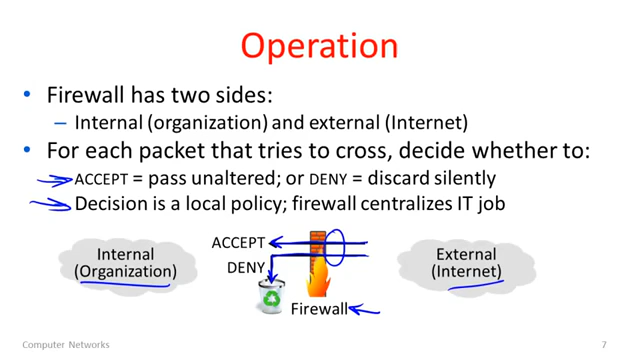 Operation
• Firewall has two sides:
– Internal (organization) and external (Internet)
• For each packet that tries to cross, decide whether to:
ACCEPT = pass unaltered; or DENY = discard silently
Decision is a local policy; firewall centralizes IT job
Internal
(Organization)
ACCEPT
DENY
External
(Internet)
Firewall
Computer Networks
7